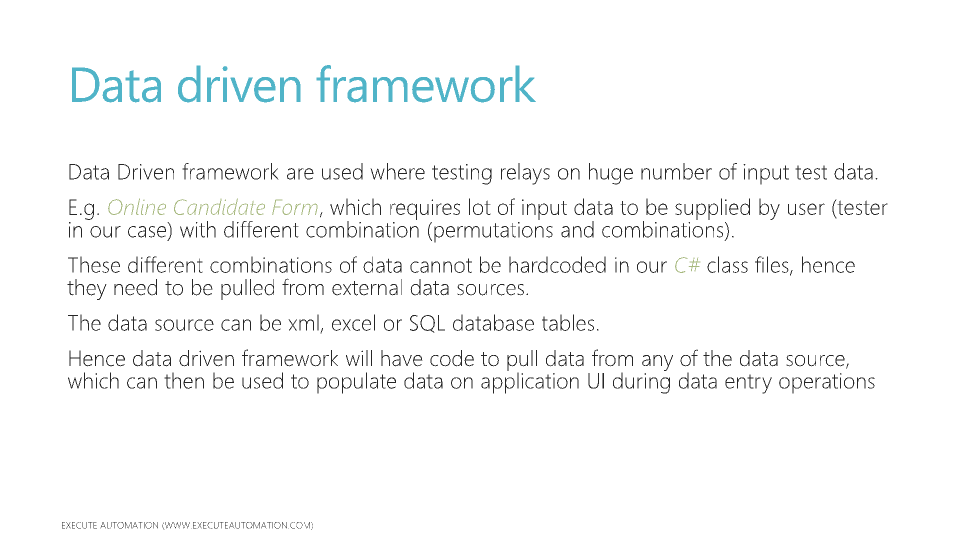 Data driven framework
Data Driven framework are used where testing relays on huge number of input test data.
E.g. Online Candidate Form, which requires lot of input data to be supplied by user (tester
in our case) with different combination (permutations and combinations).
These different combinations of data cannot be hardcoded in our C# class files, hence
they need to be pulled from external data sources.
The data source can be xml, excel or SQL database tables.
Hence data driven framework will have code to pull data from any of the data source,
which can then be used to populate data on application UI during data entry operations
EXECUTE AUTOMATION (WWW.EXECUTEAUTOMATION.COM)